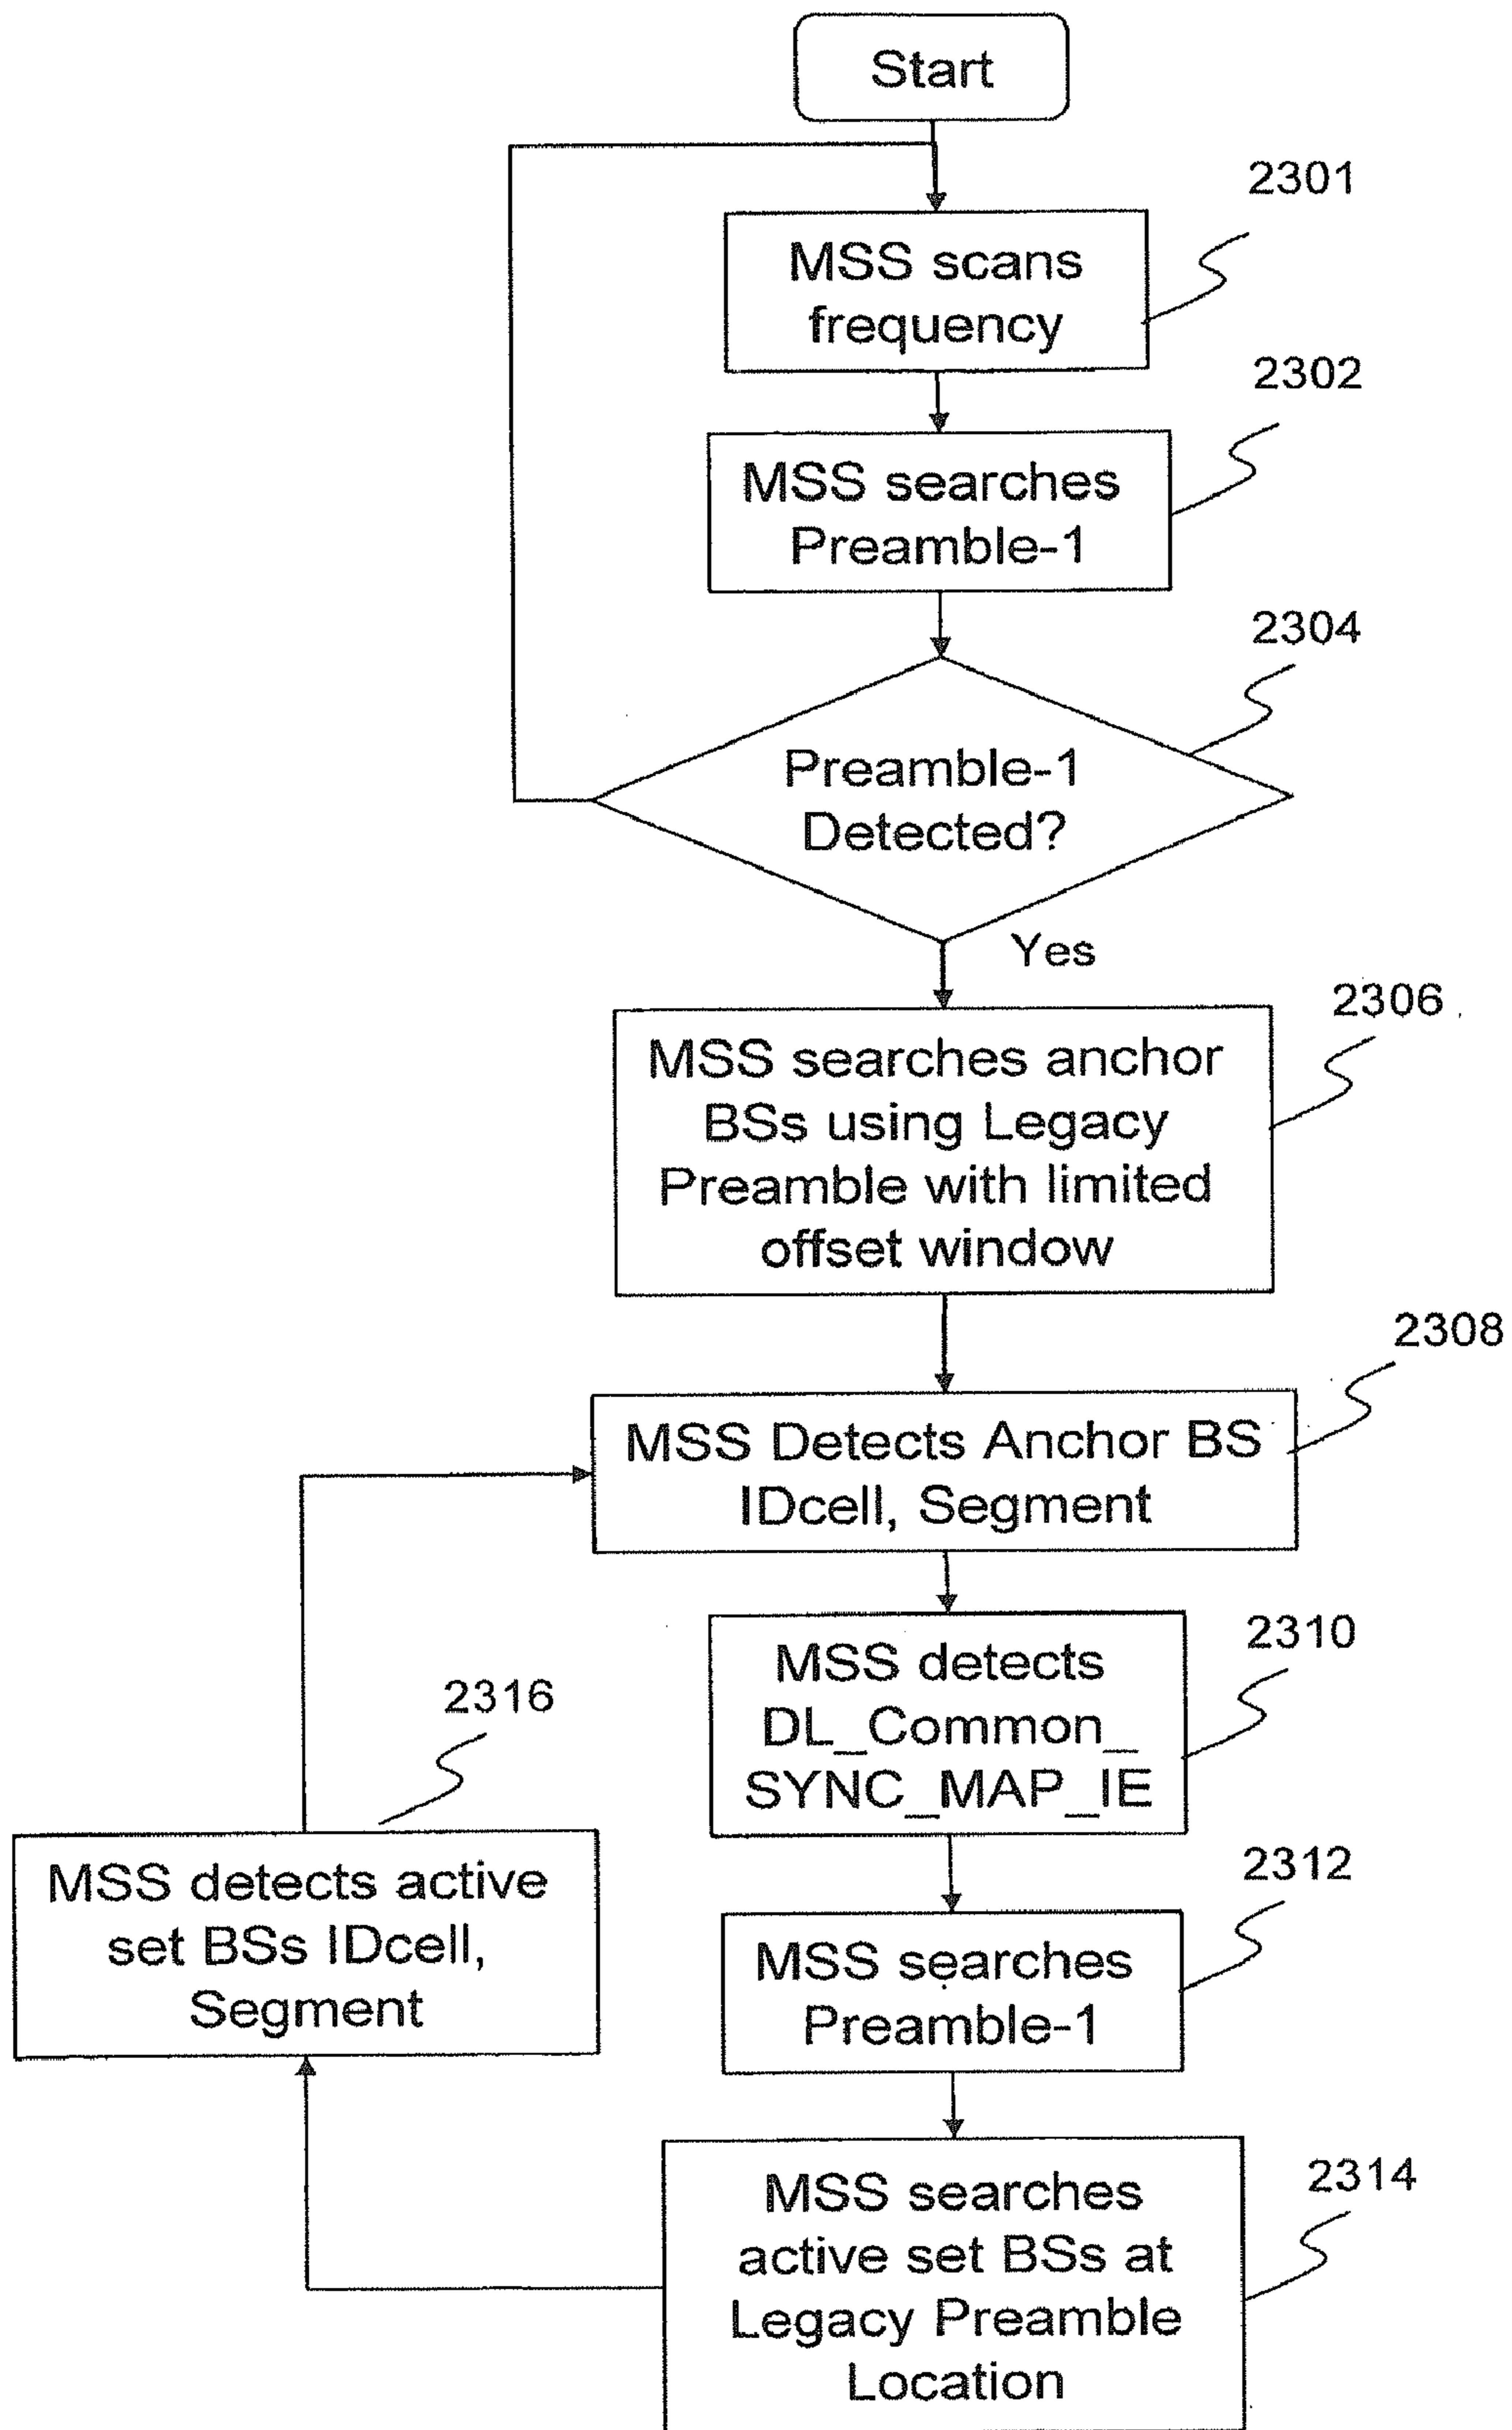 Start
2301
MSS scans
frequency
2302
MSS searches
Preamble-1
2304
Preamble-1
Detected?
Yes
2306
MSS searches anchor
BSs using Legacy
Preamble with limited
offset window
2308
MSS Detects Anchor BS
IDcell, Segment
2310
MSS detects
DL_Common_
SYNC_MAP_IE
2316
MSS detects active
set BSs IDcell,
Segment
2312
MSS searches
Preamble-1
2314
MSS searches
active set BSs at
Legacy Preamble
Location